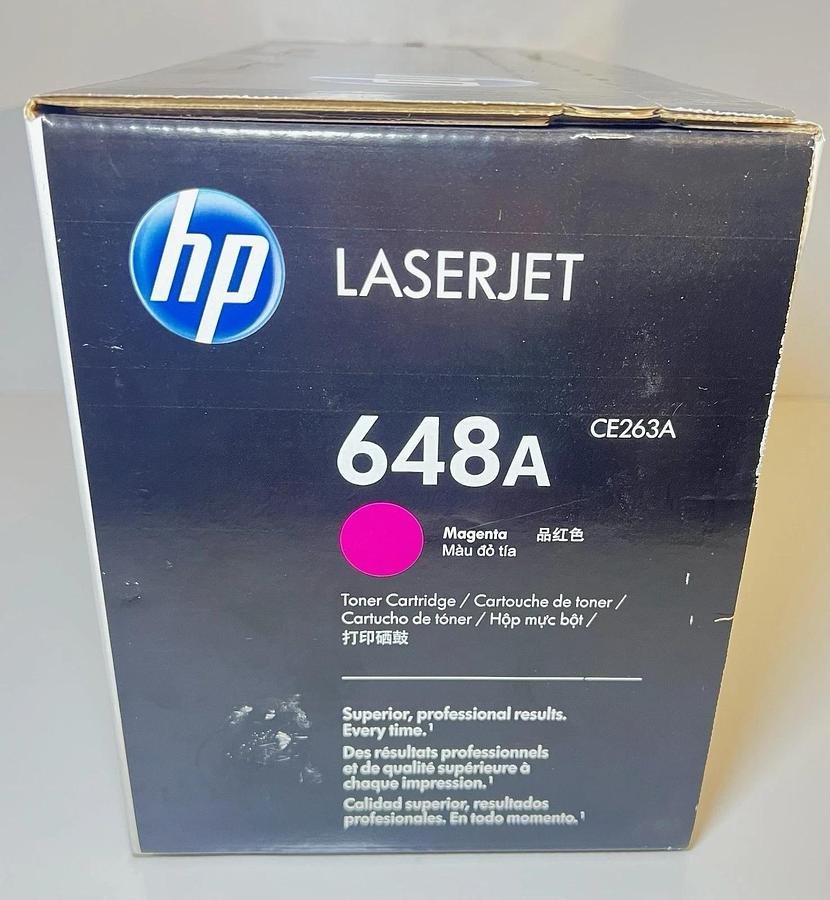 hp
LASERJET
648A
CE263A
Magenta 品红色
Màu đỏ tía
Toner Cartridge / Cartouche de toner /
Cartucho de tóner / Hộp mực bột /
打印硒鼓
Superior, professional results.
Every time.¹
Des résultats professionnels
et de qualité supérieure à
chaque impression.¹
Calidad superior, resultados
profesionales. En todo momento.¹